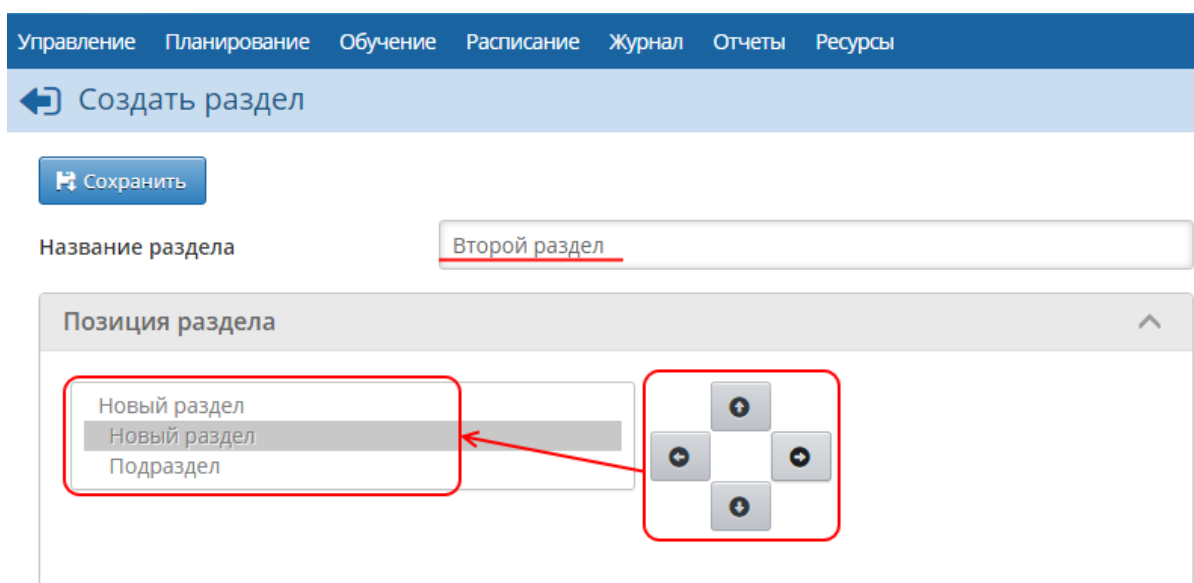 Управление Планирование Обучение Расписание Журнал Отчеты Ресурсы
Создать раздел
Сохранить
Название раздела Второй раздел
Позиция раздела
Новый раздел
Новый раздел
Подраздел